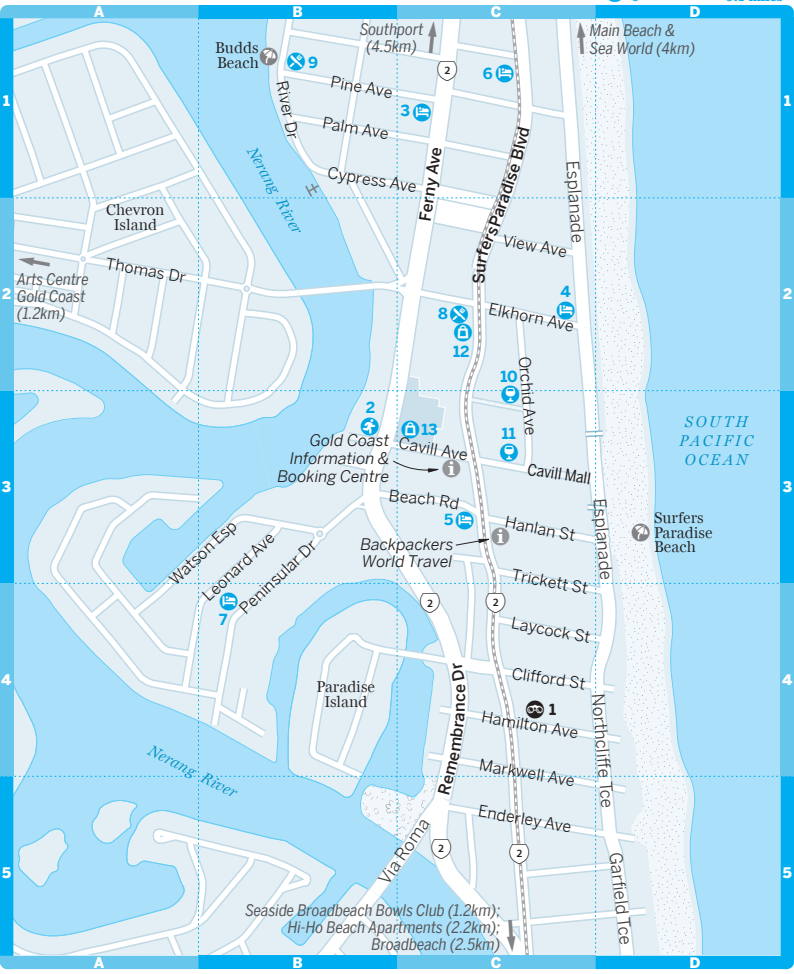 A
B
C
D
Southport
(4.5km)
Main Beach &
Sea World (4km)
Budds
Beach
9
2
6
1
1
Pine Ave
3
River Dr
Palm Ave
Nerang River
Cypress Ave
Ferny Ave
Surfers Paradise Blvd
Esplanade
Chevron
Island
View Ave
Thomas Dr
Arts Centre
Gold Coast
(1.2km)
2
2
4
8
Elkhorn Ave
12
Orchid Ave
10
2
13
Gold Coast
Information &
Booking Centre
Cavill Ave
11
SOUTH
PACIFIC
OCEAN
Cavill Mall
3
3
Beach Rd
5
Hanlan St
Esplanade
Surfers
Paradise
Beach
Backpackers
World Travel
Watson Esp
Leonard Ave
Peninsular Dr
Trickett St
7
2
2
Laycock St
4
4
Paradise
Island
Clifford St
Remembrance Dr
1
Hamilton Ave
Northcliffe Tce
Nerang River
Markwell Ave
Enderley Ave
Via Roma
2
2
5
5
Garfield Tce
Seaside Broadbeach Bowls Club (1.2km);
Hi-Ho Beach Apartments (2.2km);
Broadbeach (2.5km)
A
B
C
D